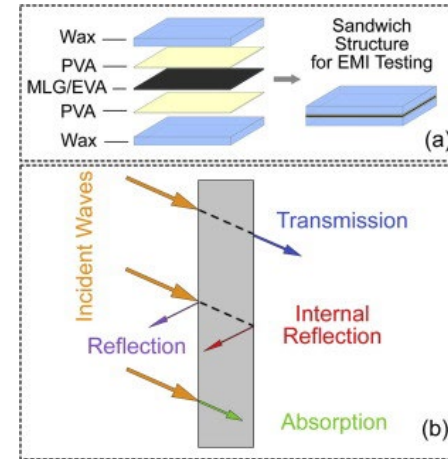 Wax
PVA
MLG/EVA
PVA
Wax
Sandwich
Structure
for EMI Testing
(a)
Incident Waves
Transmission
Reflection
Internal
Reflection
Absorption
(b)